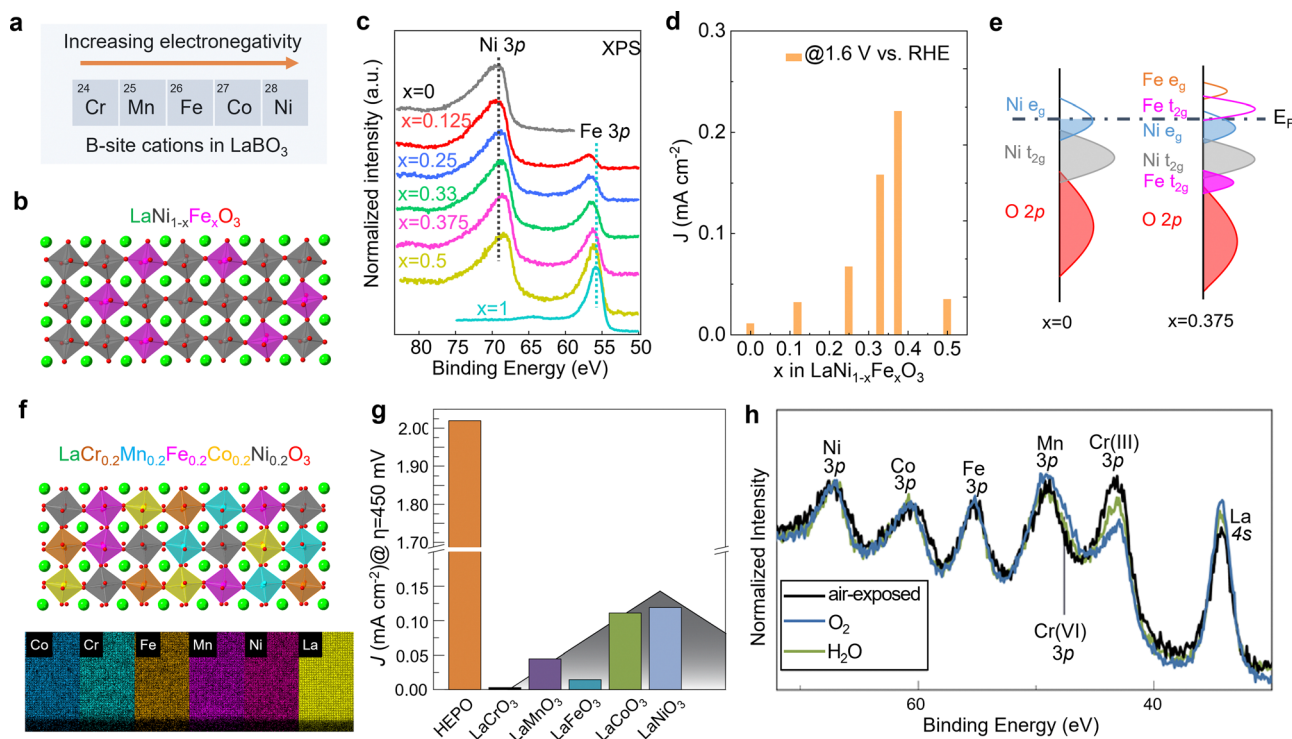 a
Increasing electronegativity
24 25 26 27 28
Cr Mn Fe Co Ni
B-site cations in LaBO₃
b
LaNi₁₋ₓFeₓO₃
c
Ni 3p
XPS
x=0
Fe 3p
x=0.125
x=0.25
x=0.33
x=0.375
x=0.5
x=1
Normalized intensity (a.u.)
80 75 70 65 60 55 50
Binding Energy (eV)
d
@1.6 V vs. RHE
J (mA cm⁻²)
0.3
0.2
0.1
0.0
0.0 0.1 0.2 0.3 0.4 0.5
x in LaNi₁₋ₓFeₓO₃
e
Fe e_g
Ni e_g
Fe t₂g
E_F
Ni e_g
Ni t₂g
Ni t₂g
Fe t₂g
O 2p
O 2p
x=0
x=0.375
f
LaCr₀.₂Mn₀.₂Fe₀.₂Co₀.₂Ni₀.₂O₃
Co Cr Fe Mn Ni La
g
J (mA cm⁻²)@ η=450 mV
2.00
1.90
1.80
1.70
0.15
0.10
0.05
0.00
HEPO
LaCrO₃
LaMnO₃
LaFeO₃
LaCoO₃
LaNiO₃
h
Ni
3p
Co
3p
Fe
3p
Mn
3p
Cr(III)
3p
La
4s
Cr(VI)
3p
air-exposed
O₂
H₂O
Normalized Intensity
60 40
Binding Energy (eV)